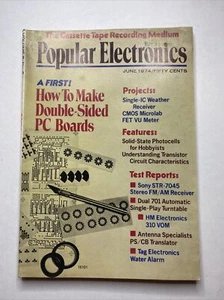 The Cassette Tape Recording Medium
Popular Electronics
JUNE 1974/FIFTY CENTS
A FIRST!
How To Make
Double-Sided
PC Boards
Projects:
Single-IC Weather
Receiver
CMOS Microlab
FET VU Meter
Features:
Solid-State Photocells
for Hobbyists
Understanding Transistor
Circuit Characteristics
Test Reports:
Sony STR-7045
Stereo FM/AM Receiver
Dual 701 Automatic
Single-Play Turntable
HM Electronics
310 VOM
Antenna Specialists
PS/CB Translator
Tag Electronics
Water Alarm